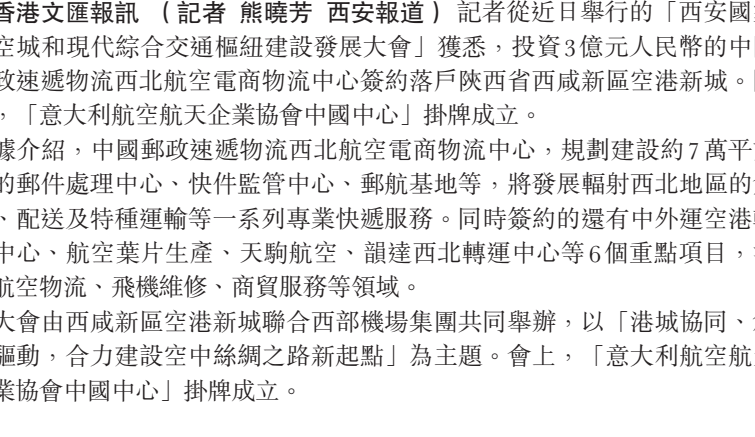 香港文匯報訊 (記者 熊曉芳 西安報道) 記者從近日舉行的「西安國
空城和現代綜合交通樞紐建設發展大會」獲悉，投資3億元人民幣的中
政速遞物流西北航空電商物流中心簽約落戶陝西省西咸新區空港新城。
，「意大利航空航天企業協會中國中心」掛牌成立。
據介紹，中國郵政速遞物流西北航空電商物流中心，規劃建設約7萬平
的郵件處理中心、快件監管中心、郵航基地等，將發展輻射西北地區的
、配送及特種運輸等一系列專業快遞服務。同時簽約的還有中外運空港
中心、航空葉片生產、天駒航空、韻達西北轉運中心等6個重點項目，
航空物流、飛機維修、商貿服務等領域。
大會由西咸新區空港新城聯合西部機場集團共同舉辦，以「港城協同、
驅動，合力建設空中絲綢之路新起點」為主題。會上，「意大利航空航
業協會中國中心」掛牌成立。